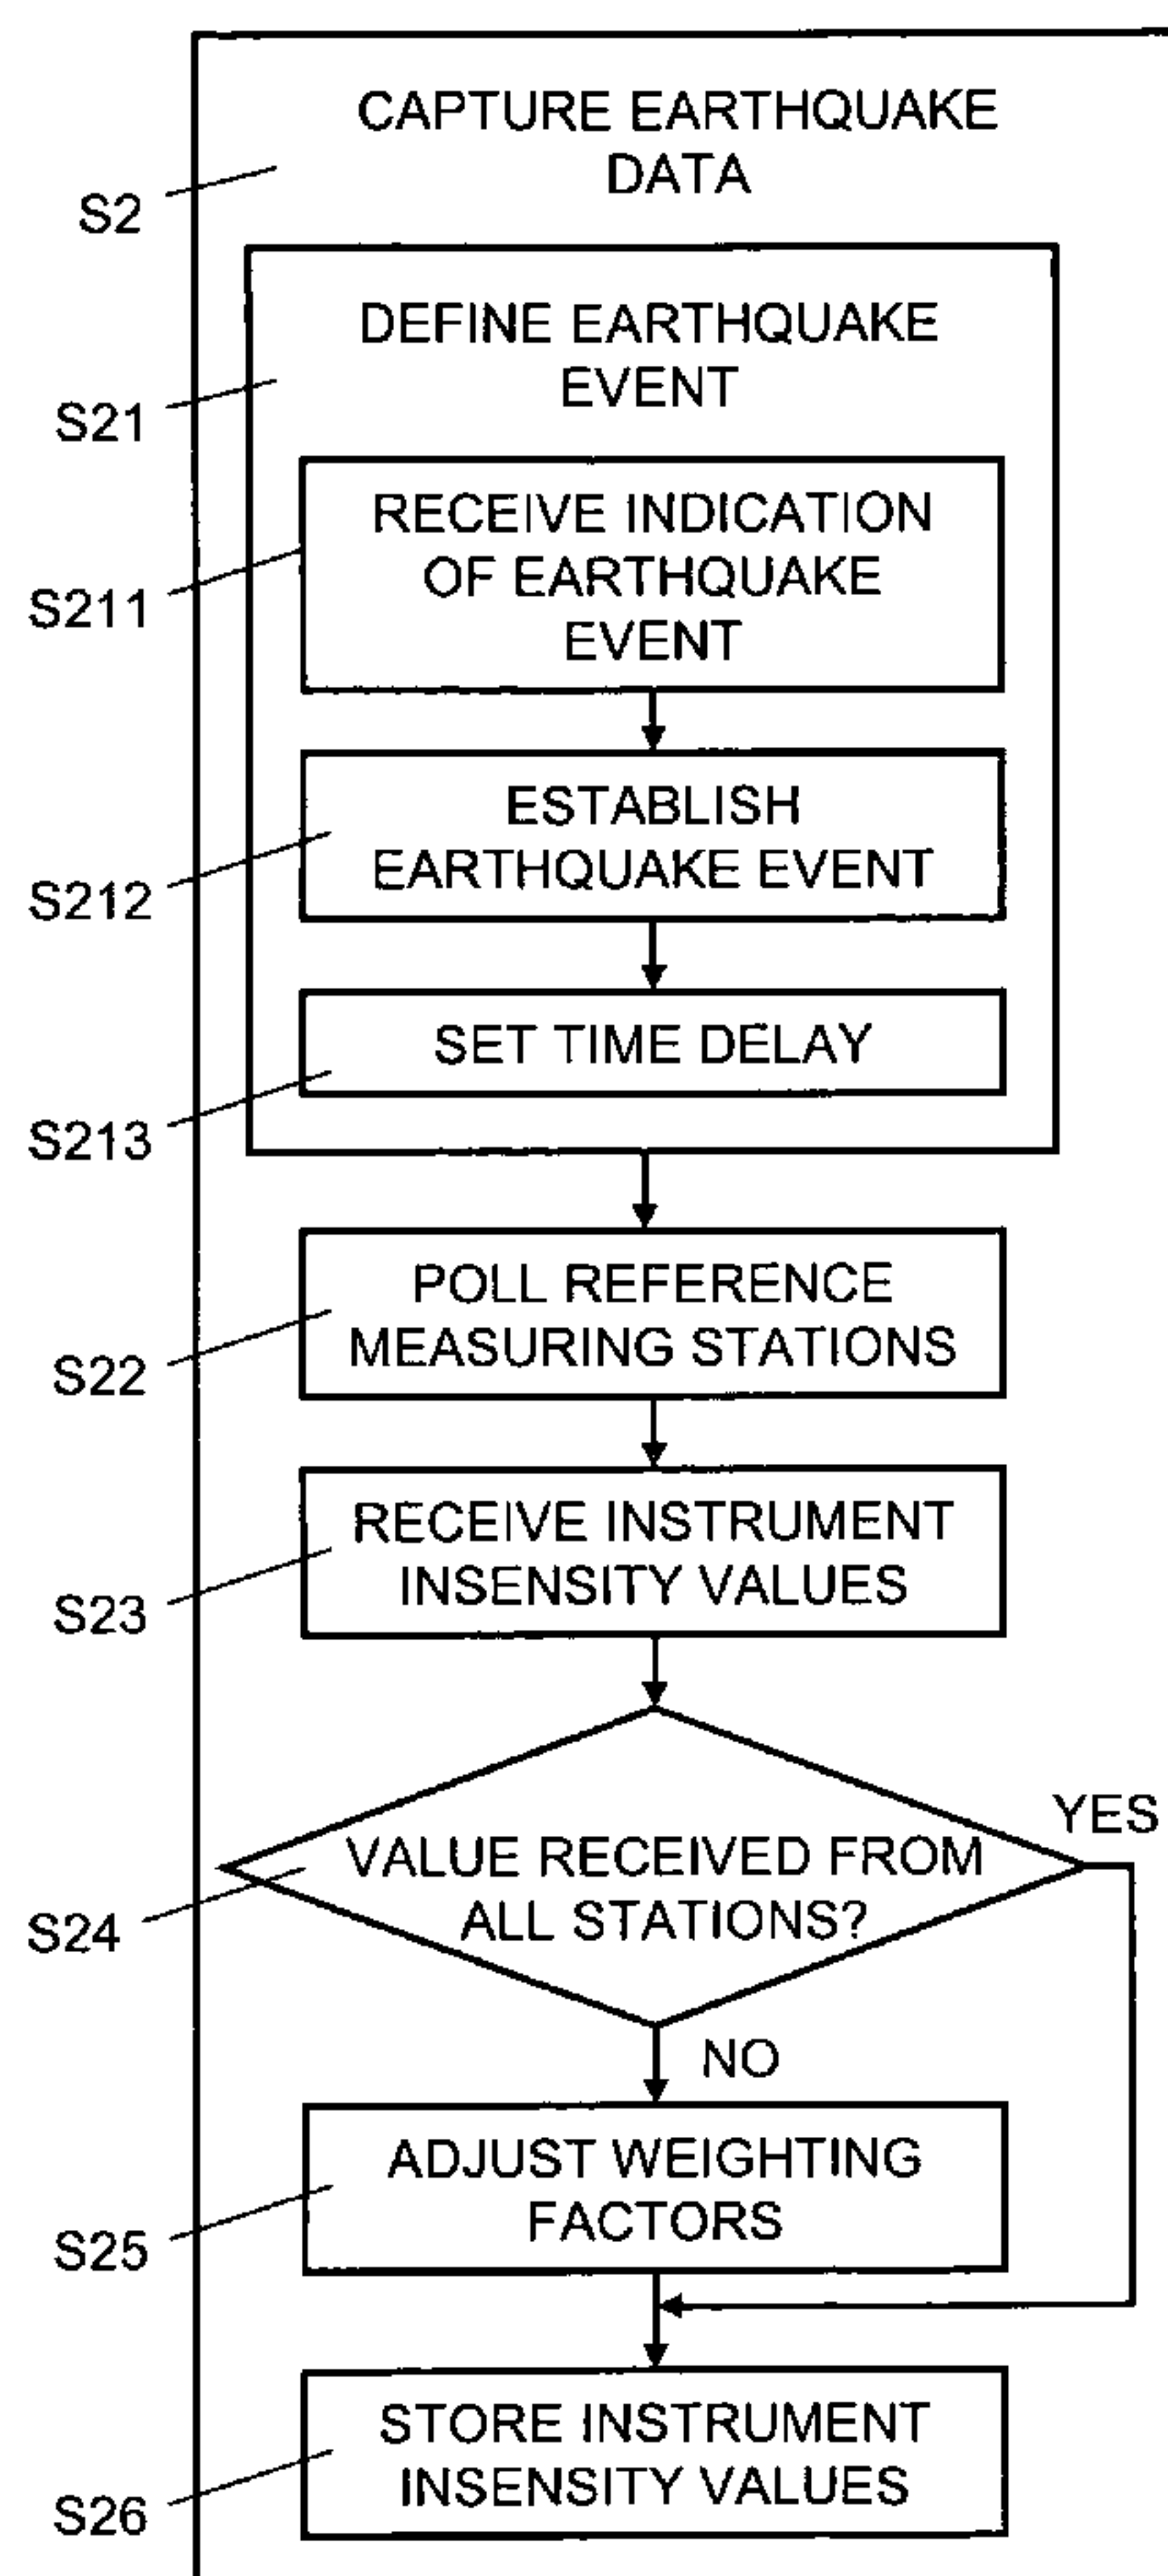 CAPTURE EARTHQUAKE
DATA
S2
DEFINE EARTHQUAKE
EVENT
S21
RECEIVE INDICATION
OF EARTHQUAKE
EVENT
S211
ESTABLISH
EARTHQUAKE EVENT
S212
SET TIME DELAY
S213
POLL REFERENCE
MEASURING STATIONS
S22
RECEIVE INSTRUMENT
INSENSITY VALUES
S23
YES
VALUE RECEIVED FROM
ALL STATIONS?
S24
NO
ADJUST WEIGHTING
FACTORS
S25
STORE INSTRUMENT
INSENSITY VALUES
S26